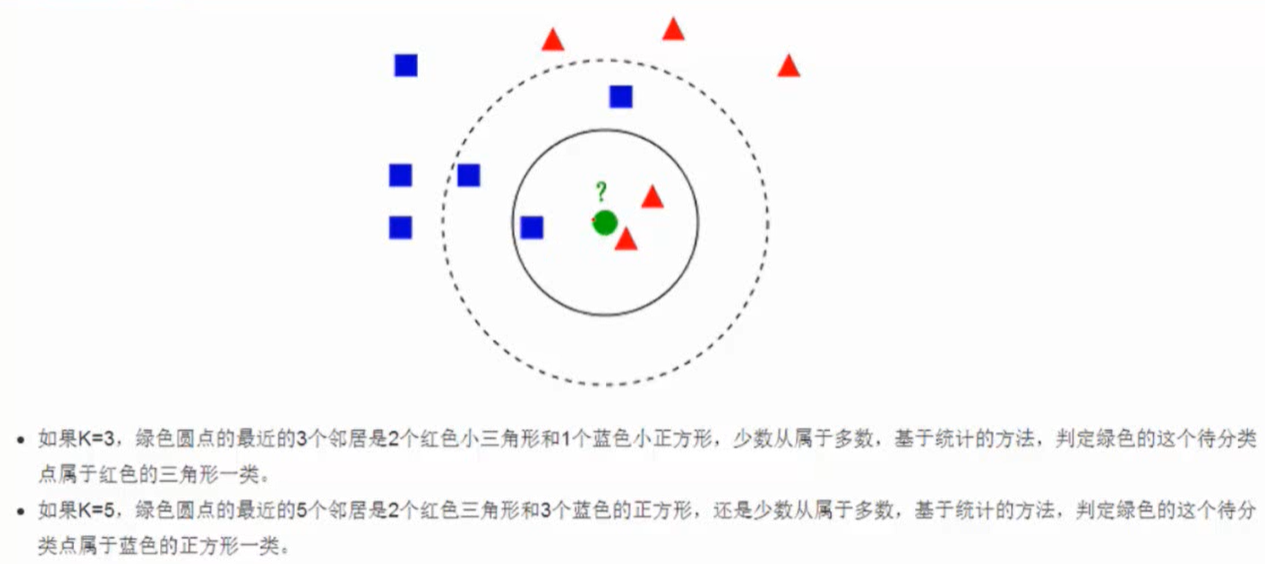 ?
如果K=3，绿色圆点的最近的3个邻居是2个红色小三角形和1个蓝色小正方形，少数从属于多数，基于统计的方法，判定绿色的这个待分类
点属于红色的三角形一类。
如果K=5，绿色圆点的最近的5个邻居是2个红色三角形和3个蓝色的正方形，还是少数从属于多数，基于统计的方法，判定绿色的这个待分
类点属于蓝色的正方形一类。